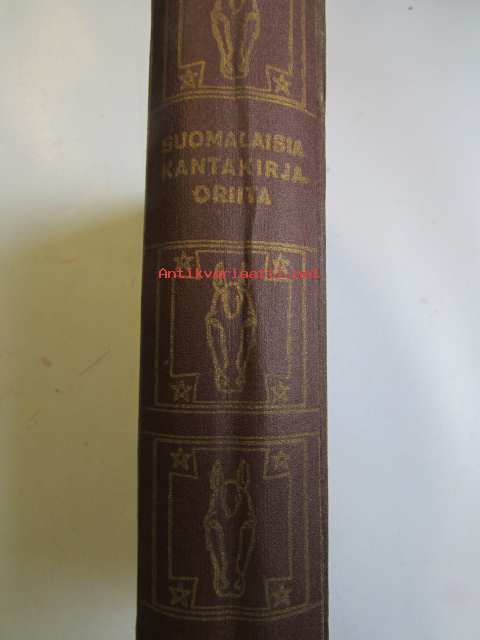 SUOMALAISIA
KANTAKIRJA-
ORIITA
Antikvariaatti.net